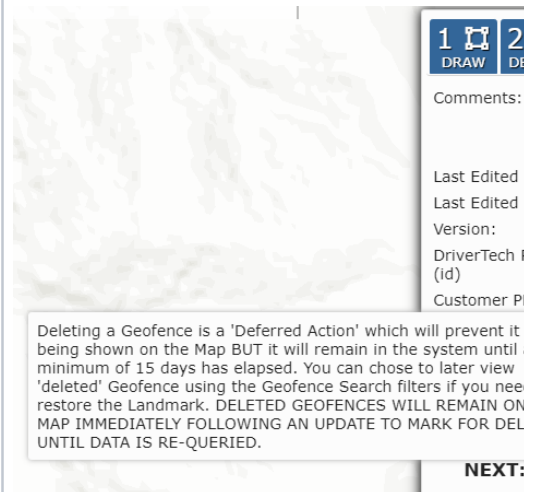 1 2
DRAW
Comments:
Last Edited
Last Edited
Version:
DriverTech
(id)
Customer
Deleting a Geofence is a 'Deferred Action' which will prevent it
being shown on the Map BUT it will remain in the system until
minimum of 15 days has elapsed. You can chose to later view
'deleted' Geofence using the Geofence Search filters if you
restore the Landmark. DELETED GEOFENCES WILL REMAIN ON
MAP IMMEDIATELY FOLLOWING AN UPDATE TO MARK FOR
UNTIL DATA IS RE-QUERIED.
NEXT: